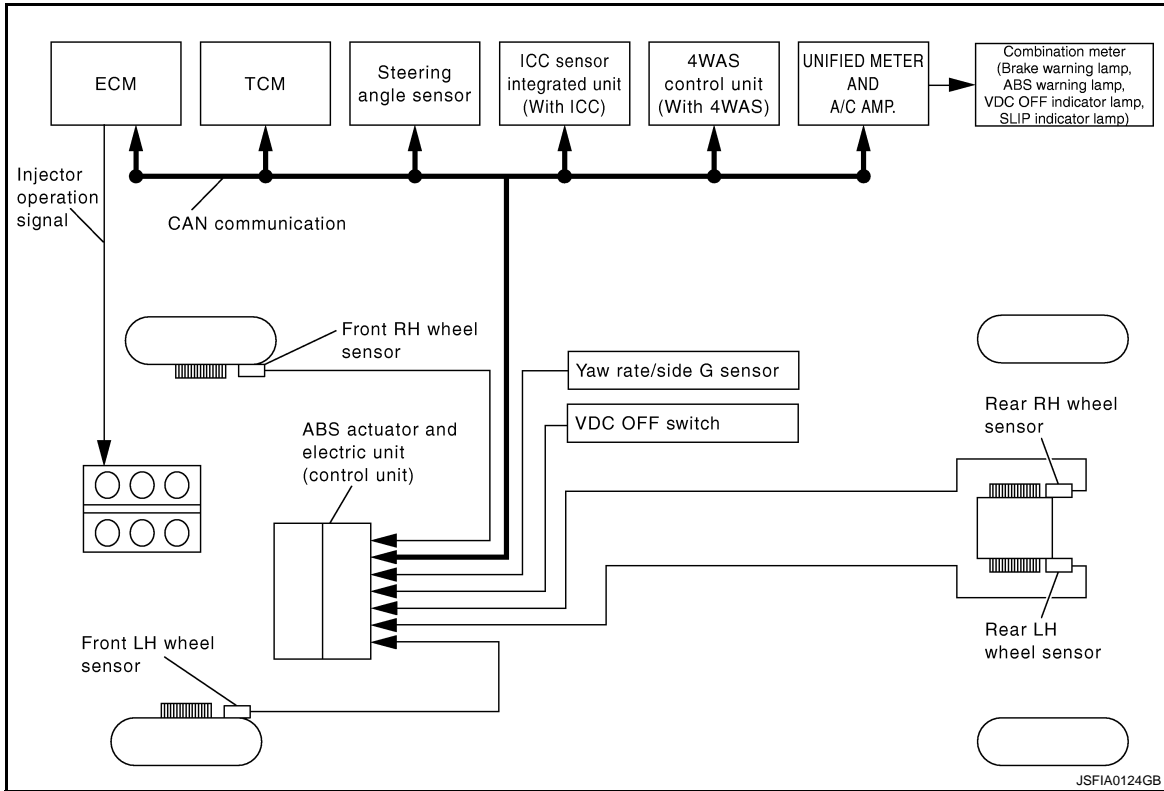 ECM
TCM
Steering
angle sensor
ICC sensor
integrated unit
(With ICC)
4WAS
control unit
(With 4WAS)
UNIFIED METER
AND
A/C AMP.
Combination meter
(Brake warning lamp,
ABS warning lamp,
VDC OFF indicator lamp,
SLIP indicator lamp)
Injector
operation
signal
CAN communication
Front RH wheel
sensor
Yaw rate/side G sensor
VDC OFF switch
Rear RH wheel
sensor
ABS actuator and
electric unit
(control unit)
Front LH wheel
sensor
Rear LH
wheel sensor
JSFIA0124GB